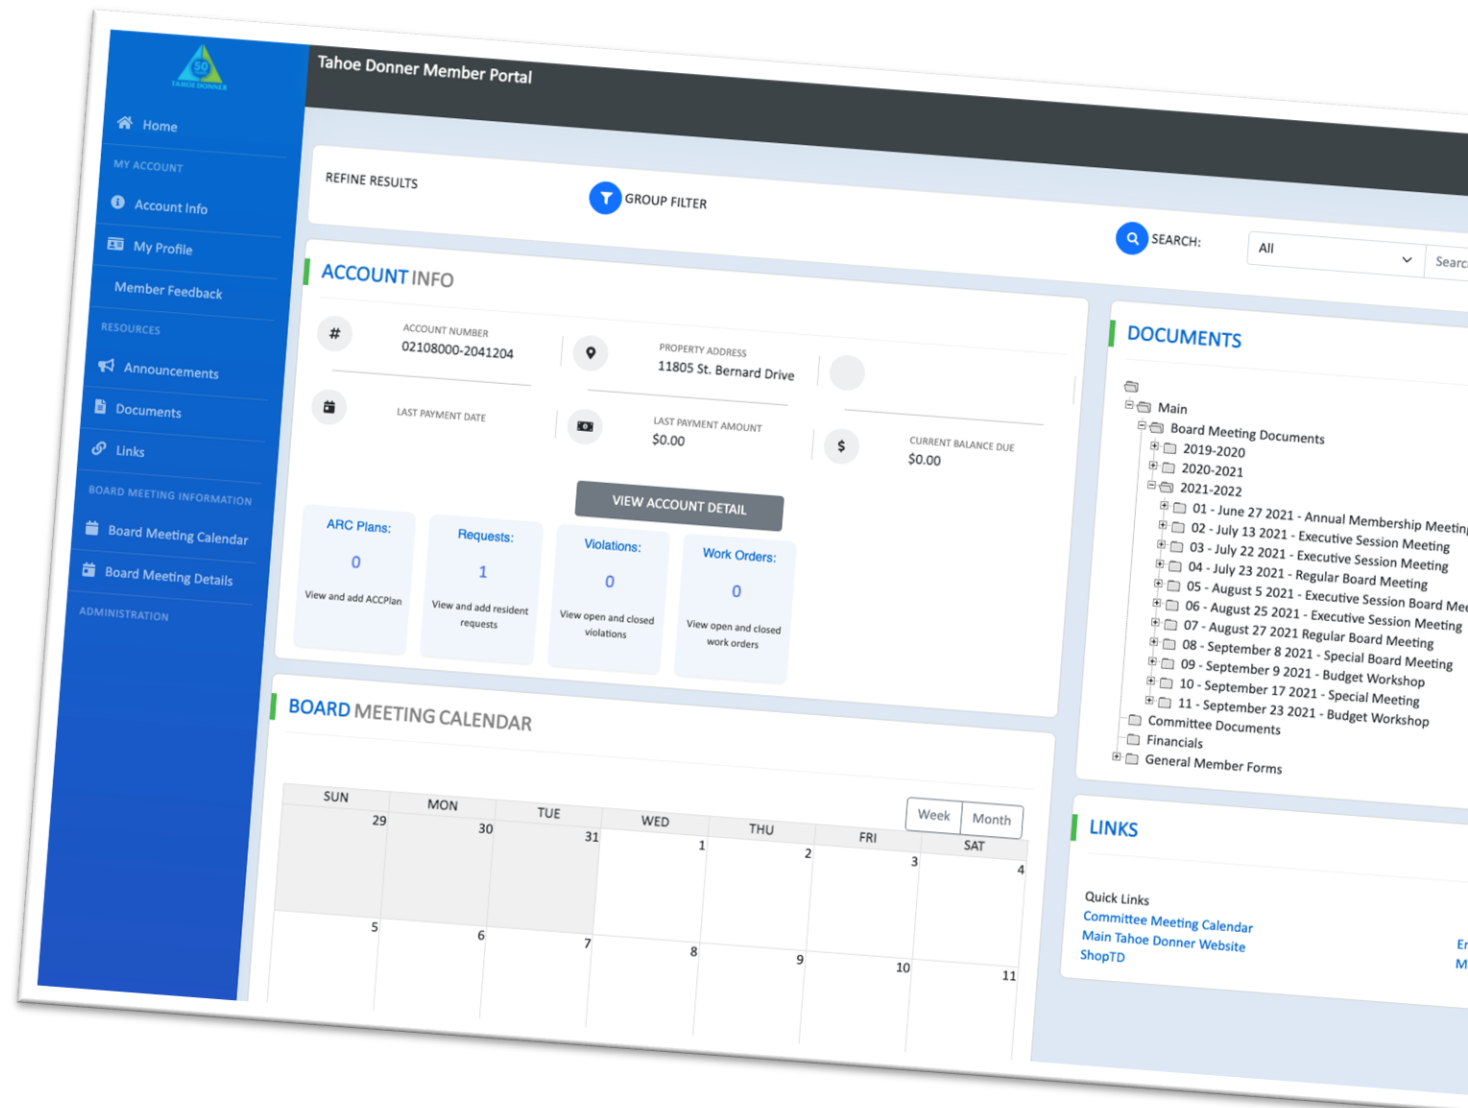 50
TAHOE DONNER
Tahoe Donner Member Portal
Home
MY ACCOUNT
Account Info
My Profile
Member Feedback
RESOURCES
Announcements
Documents
Links
BOARD MEETING INFORMATION
Board Meeting Calendar
Board Meeting Details
ADMINISTRATION
REFINE RESULTS
GROUP FILTER
SEARCH:
All
Searc
ACCOUNT INFO
#
ACCOUNT NUMBER
02108000-2041204
PROPERTY ADDRESS
11805 St. Bernard Drive
LAST PAYMENT DATE
LAST PAYMENT AMOUNT
$0.00
$
CURRENT BALANCE DUE
$0.00
VIEW ACCOUNT DETAIL
ARC Plans:
0
View and add ACCPlan
Requests:
1
View and add resident
requests
Violations:
0
View open and closed
violations
Work Orders:
0
View open and closed
work orders
BOARD MEETING CALENDAR
Week Month
SUN MON TUE WED THU FRI SAT
29 30 31 1 2 3 4
5 6 7 8 9 10 11
DOCUMENTS
Main
Board Meeting Documents
2019-2020
2020-2021
2021-2022
01 - June 27 2021 - Annual Membership Meeting
02 - July 13 2021 - Executive Session Meeting
03 - July 22 2021 - Executive Session Meeting
04 - July 23 2021 - Regular Board Meeting
05 - August 5 2021 - Executive Session Board Mee
06 - August 25 2021 - Executive Session Meeting
07 - August 27 2021 Regular Board Meeting
08 - September 8 2021 - Special Board Meeting
09 - September 9 2021 - Budget Workshop
10 - September 17 2021 - Special Meeting
11 - September 23 2021 - Budget Workshop
Committee Documents
Financials
General Member Forms
LINKS
Quick Links
Committee Meeting Calendar
Main Tahoe Donner Website
ShopTD
Er
M